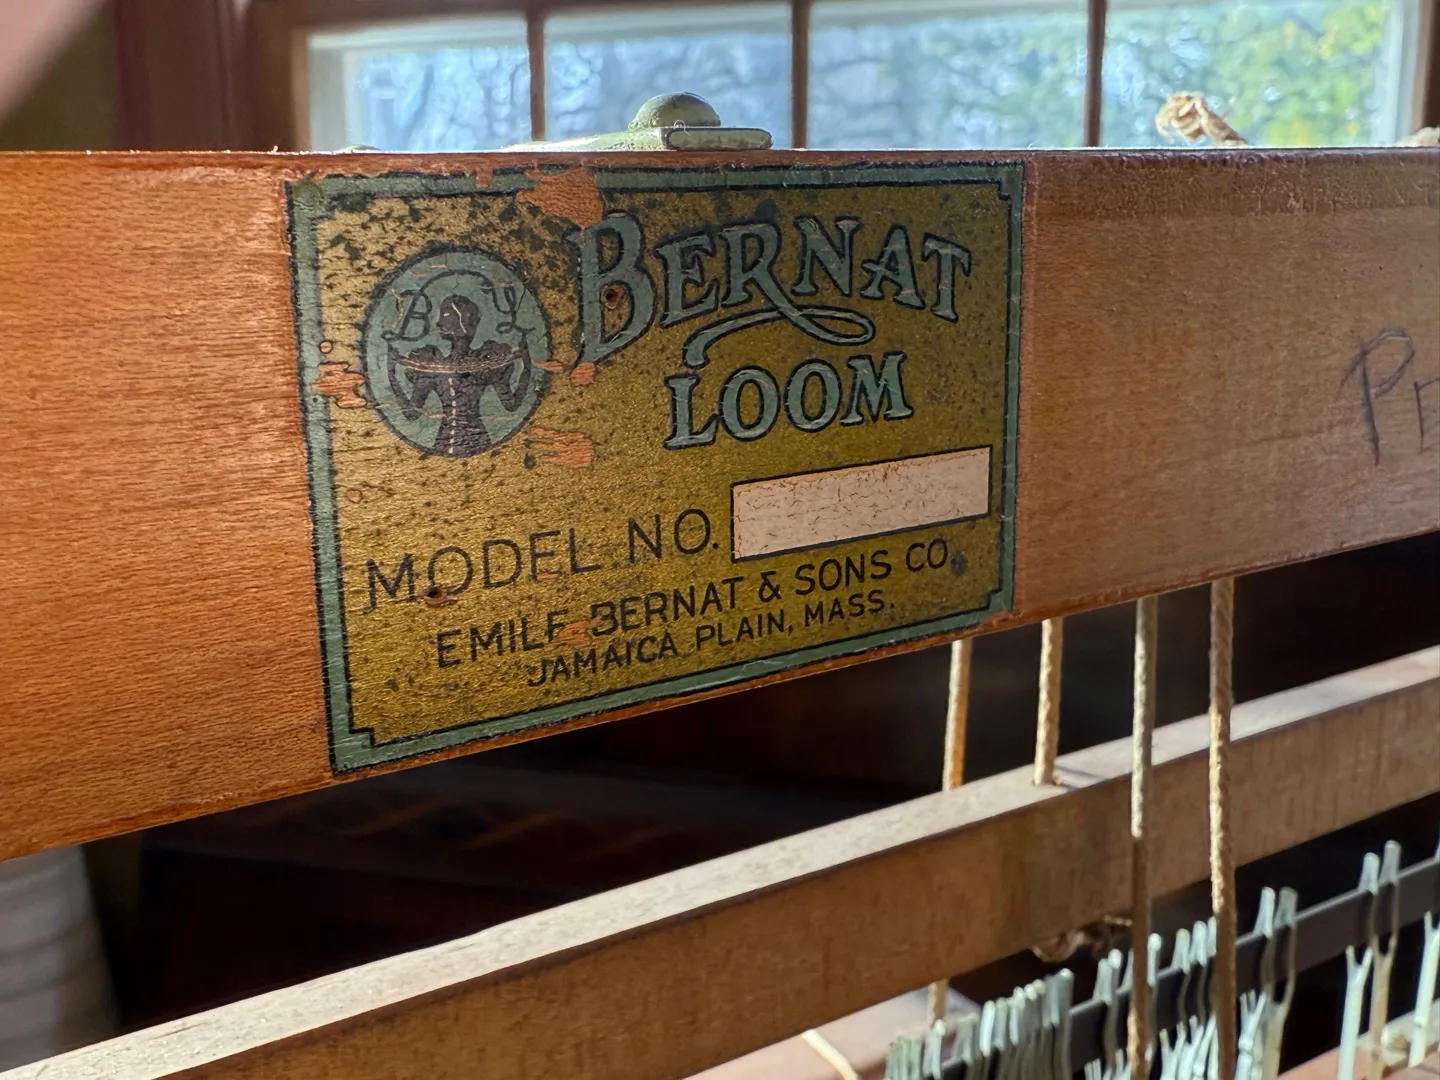 B L
BERNAT
LOOM
MODEL NO.
EMILE BERNAT & SONS CO.
JAMAICA PLAIN, MASS.